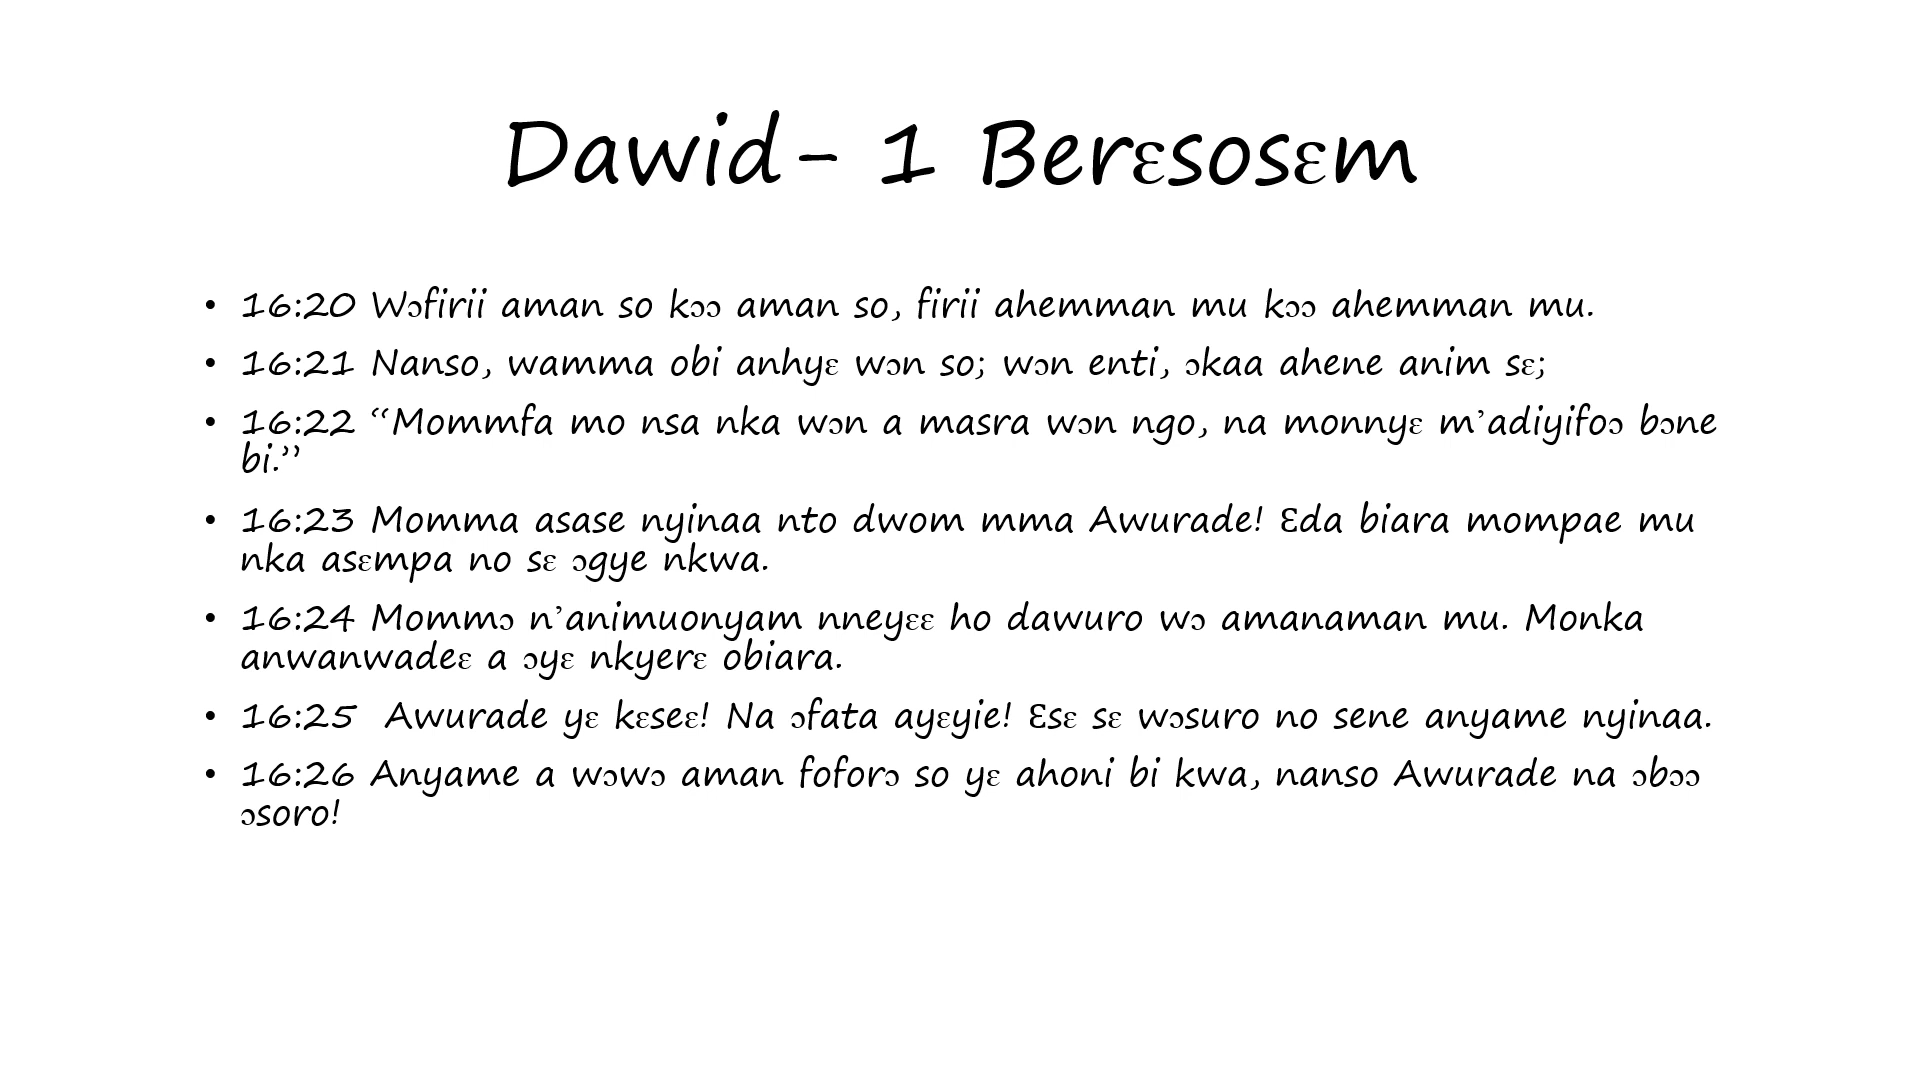 Dawid- 1 Berɛsosɛm
• 16:20 Wɔfirii aman so kɔɔ aman so, firii ahemman mu kɔɔ ahemman mu.
• 16:21 Nanso, wamma obi anhyɛ wɔn so; wɔn enti, ɔkaa ahene anim sɛ;
• 16:22 “Mommfa mo nsa nka wɔn a masra wɔn ngo, na monnyɛ m’adiyifoɔ bɔne
bi.”
• 16:23 Momma asase nyinaa nto dwom mma Awurade! Ɛda biara mompae mu
nka asɛmpa no sɛ ɔgye nkwa.
• 16:24 Mommɔ n’animuonyam nneyɛɛ ho dawuro wɔ amanaman mu. Monka
anwanwadeɛ a ɔyɛ nkyerɛ obiara.
• 16:25  Awurade yɛ kɛseɛ! Na ɔfata ayɛyie! Ɛsɛ sɛ wɔsuro no sene anyame nyinaa.
• 16:26 Anyame a wɔwɔ aman foforɔ so yɛ ahoni bi kwa, nanso Awurade na ɔbɔɔ
ɔsoro!